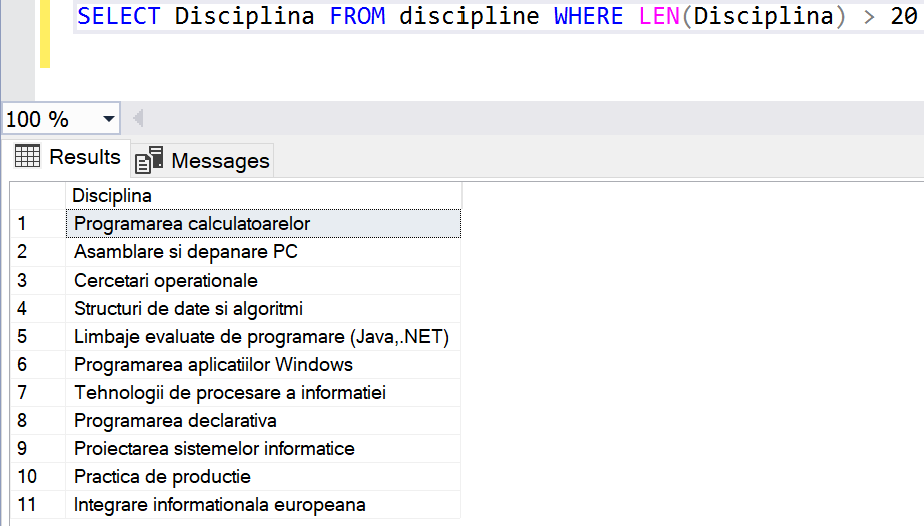 SELECT Disciplina FROM discipline WHERE LEN(Disciplina) > 20
100 %
Results Messages
Disciplina
1 Programarea calculatoarelor
2 Asamblare si depanare PC
3 Cercetari operationale
4 Structuri de date si algoritmi
5 Limbaje evaluate de programare (Java,.NET)
6 Programarea aplicatiilor Windows
7 Tehnologii de procesare a informatiei
8 Programarea declarativa
9 Proiectarea sistemelor informatice
10 Practica de productie
11 Integrare informationala europeana